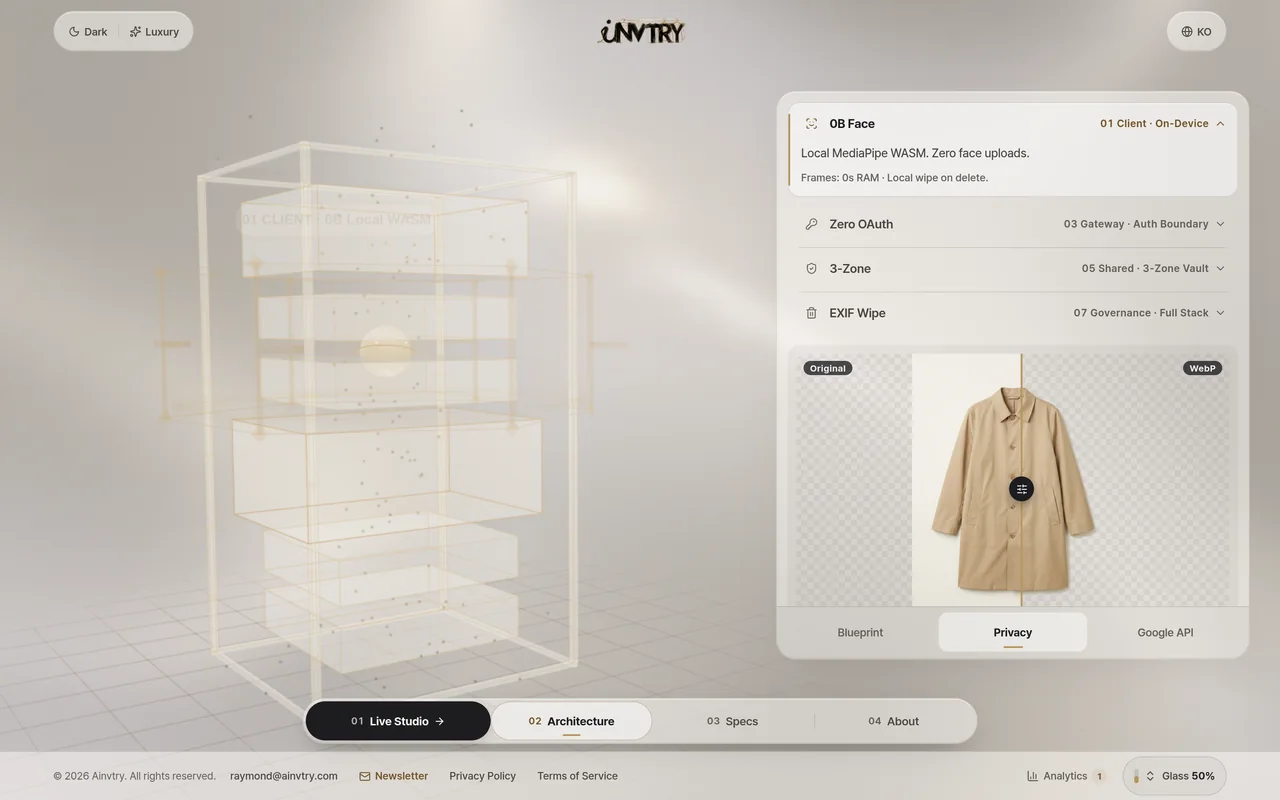 Dark
Luxury
iNVTRY
KO
0B Face
01 Client · On-Device
Local MediaPipe WASM. Zero face uploads.
Frames: 0s RAM · Local wipe on delete.
01 CLIENT · 0B Local WASM
Zero OAuth
03 Gateway · Auth Boundary
3-Zone
05 Shared · 3-Zone Vault
EXIF Wipe
07 Governance · Full Stack
Original
WebP
Blueprint
Privacy
Google API
01 Live Studio →
02 Architecture
03 Specs
04 About
© 2026 Ainvtry. All rights reserved.
raymond@ainvtry.com
Newsletter
Privacy Policy
Terms of Service
Analytics 1
Glass 50%